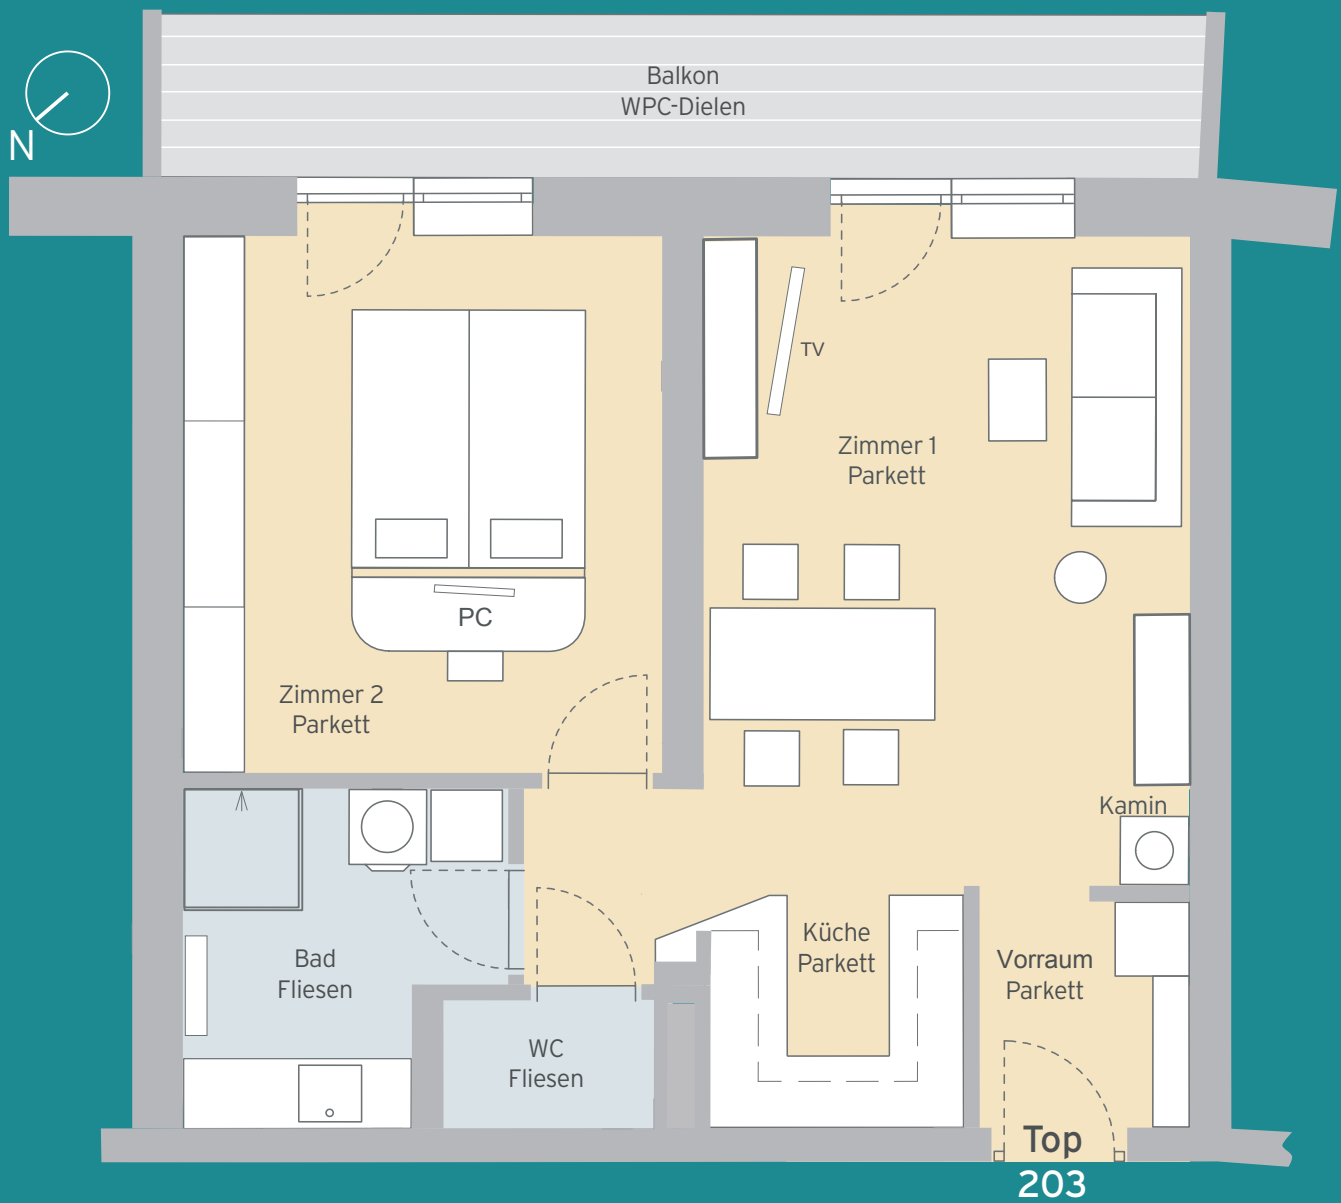 Balkon
WPC-Dielen
N
TV
Zimmer 1
Parkett
PC
Zimmer 2
Parkett
Kamin
Küche
Parkett
Vorraum
Parkett
Bad
Fliesen
WC
Fliesen
Top
203